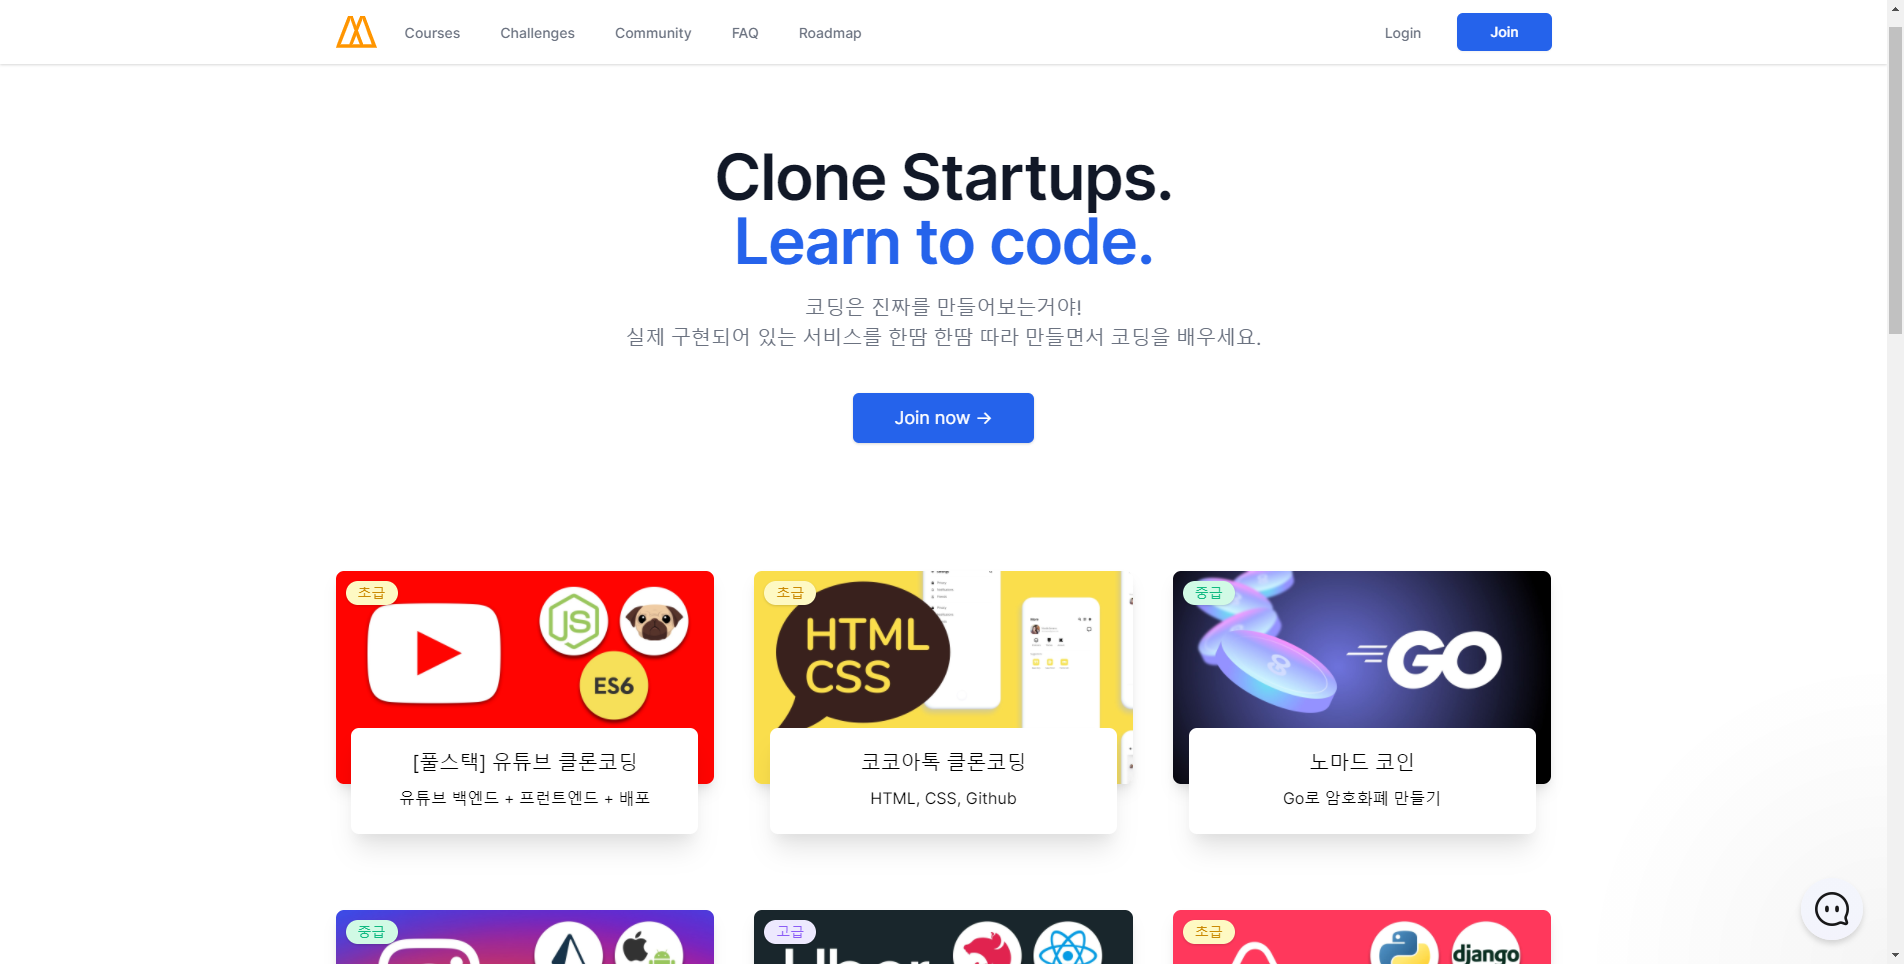 Courses Challenges Community FAQ Roadmap Login Join
Clone Startups.
Learn to code.
코딩은 진짜를 만들어보는거야!
실제 구현되어 있는 서비스를 한땀 한땀 따라 만들면서 코딩을 배우세요.
Join now →
초급
JS
ES6
[풀스택] 유튜브 클론코딩
유튜브 백엔드 + 프런트엔드 + 배포
초급
HTML
CSS
코코아톡 클론코딩
HTML, CSS, Github
중급
GO
노마드 코인
Go로 암호화폐 만들기
중급
고급
Uber
초급
django